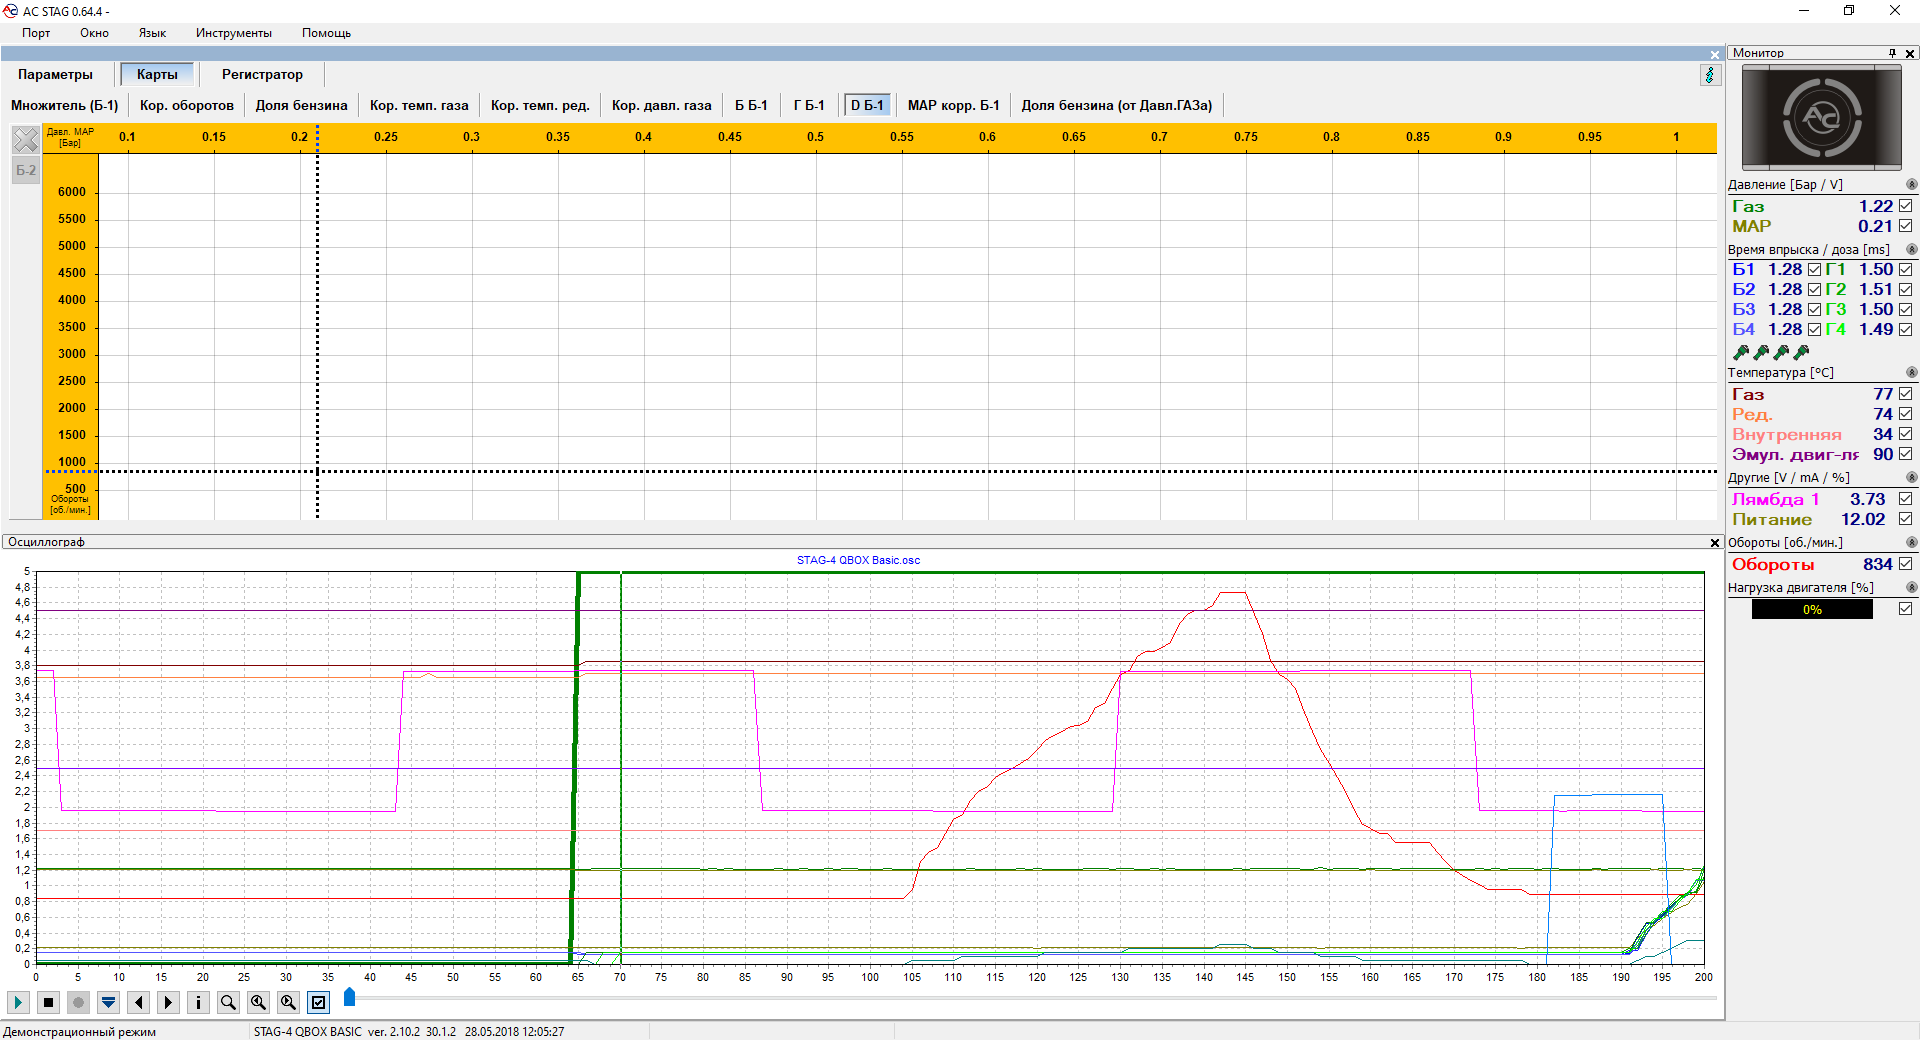 AC STAG 0.64.4 -
Порт Окно Язык Инструменты Помощь
Параметры Карты Регистратор
Множитель (Б-1) Кор. оборотов Доля бензина Кор. темп. газа Кор. темп. ред. Кор. давл. газа Б Б-1 Г Б-1 D Б-1 MAP корр. Б-1 Доля бензина (от Давл.ГАЗа)
Давл. MAP
[Бар]
0.1 0.15 0.2 0.25 0.3 0.35 0.4 0.45 0.5 0.55 0.6 0.65 0.7 0.75 0.8 0.85 0.9 0.95 1
Б-2
6000
5500
5000
4500
4000
3500
3000
2500
2000
1500
1000
500
Обороты
[об./мин.]
Осциллограф
STAG-4 QBOX Basic.osc
5
4,8
4,6
4,4
4,2
4
3,8
3,6
3,4
3,2
3
2,8
2,6
2,4
2,2
2
1,8
1,6
1,4
1,2
1
0,8
0,6
0,4
0,2
0
0 5 10 15 20 25 30 35 40 45 50 55 60 65 70 75 80 85 90 95 100 105 110 115 120 125 130 135 140 145 150 155 160 165 170 175 180 185 190 195 200
Монитор
AC
Давление [Бар / V]
Газ 1.22
MAP 0.21
Время впрыска / доза [ms]
Б1 1.28 Г1 1.50
Б2 1.28 Г2 1.51
Б3 1.28 Г3 1.50
Б4 1.28 Г4 1.49
Температура [°C]
Газ 77
Ред. 74
Внутренняя 34
Эмул. двиг-ля 90
Другие [V / mA / %]
Лямбда 1 3.73
Питание 12.02
Обороты [об./мин.]
Обороты 834
Нагрузка двигателя [%]
0%
Демонстрационный режим STAG-4 QBOX BASIC ver. 2.10.2 30.1.2 28.05.2018 12:05:27